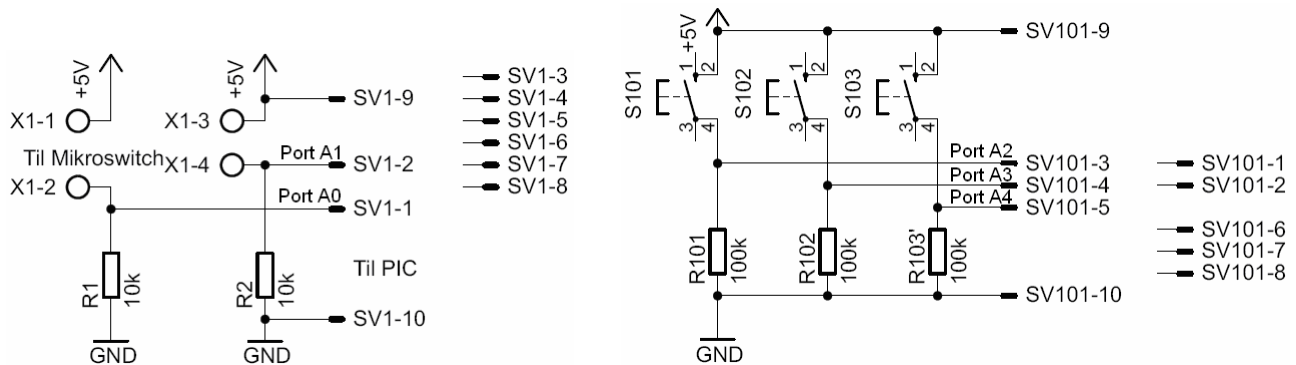 +5V
+5V
X1-1
X1-3
SV1-9
Til Mikroswitch
X1-4
Port A1
SV1-2
X1-2
Port A0
SV1-1
R1
10k
R2
10k
Til PIC
SV1-10
GND
GND
SV1-3
SV1-4
SV1-5
SV1-6
SV1-7
SV1-8
+5V
SV101-9
S101
1
2
3
4
S102
1
2
3
4
S103
1
2
3
4
Port A2
SV101-3
Port A3
SV101-4
Port A4
SV101-5
R101
100k
R102
100k
R103'
100k
SV101-10
GND
SV101-1
SV101-2
SV101-6
SV101-7
SV101-8